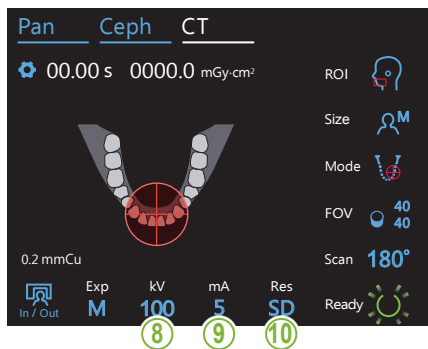 Pan Ceph CT
00.00 s 0000.0 mGy·cm²
ROI
Size M
Mode
FOV 40
40
0.2 mmCu
Scan 180°
Exp kV mA Res
In / Out M 100 5 SD
Ready
8 9 10